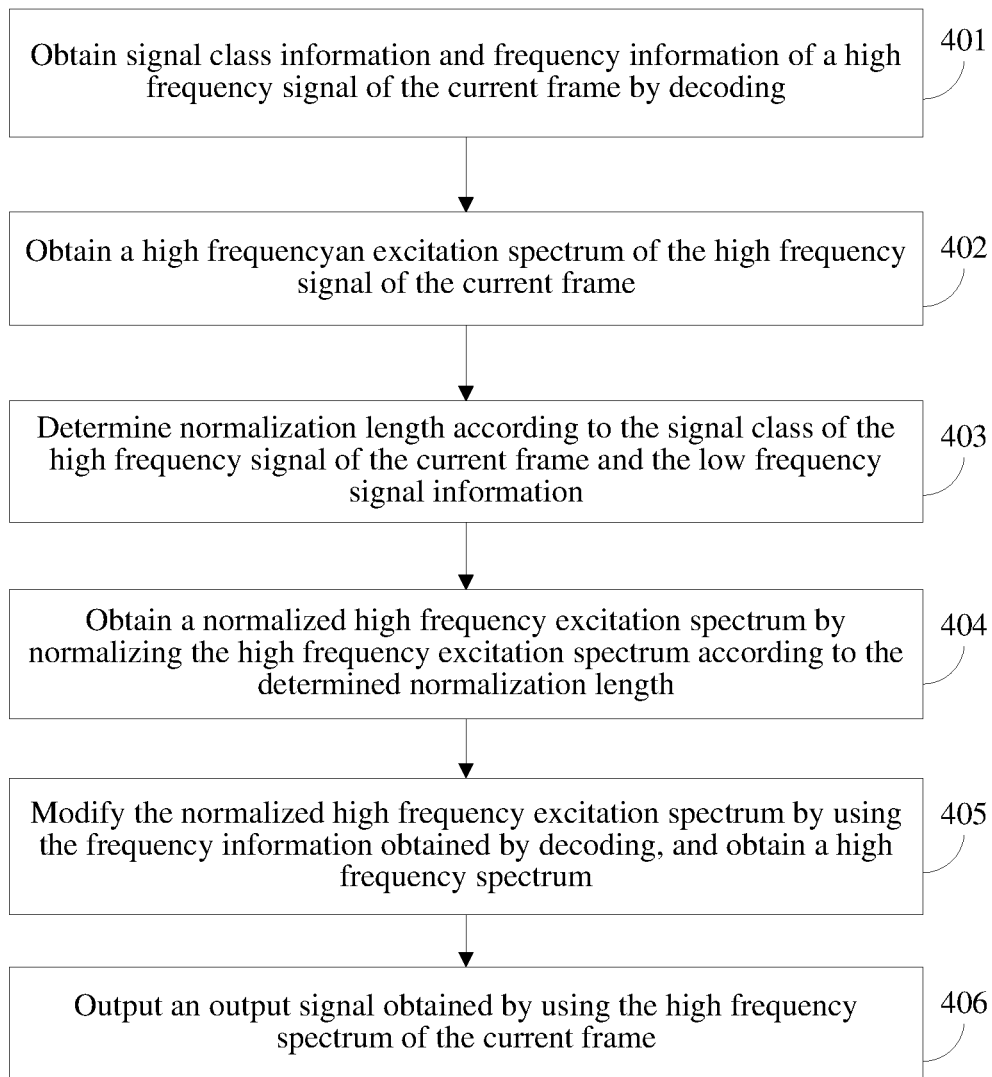 Obtain signal class information and frequency information of a high
frequency signal of the current frame by decoding
401
Obtain a high frequencyan excitation spectrum of the high frequency
signal of the current frame
402
Determine normalization length according to the signal class of the
high frequency signal of the current frame and the low frequency
signal information
403
Obtain a normalized high frequency excitation spectrum by
normalizing the high frequency excitation spectrum according to the
determined normalization length
404
Modify the normalized high frequency excitation spectrum by using
the frequency information obtained by decoding, and obtain a high
frequency spectrum
405
Output an output signal obtained by using the high frequency
spectrum of the current frame
406